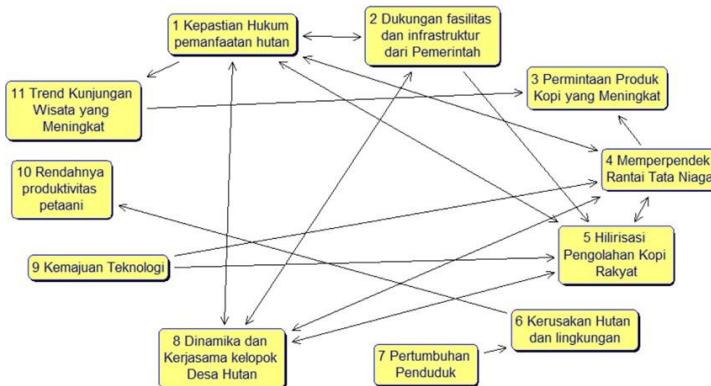 1 Kepastian Hukum
pemanfaatan hutan
2 Dukungan fasilitas
dan infrastruktur
dari Pemerintah
3 Permintaan Produk
Kopi yang Meningkat
4 Memperpendek
Rantai Tata Niaga
5 Hilirisasi
Pengolahan Kopi
Rakyat
6 Kerusakan Hutan
dan lingkungan
7 Pertumbuhan
Penduduk
8 Dinamika dan
Kerjasama kelopok
Desa Hutan
9 Kemajuan Teknologi
10 Rendahnya
produktivitas
petaani
11 Trend Kunjungan
Wisata yang
Meningkat